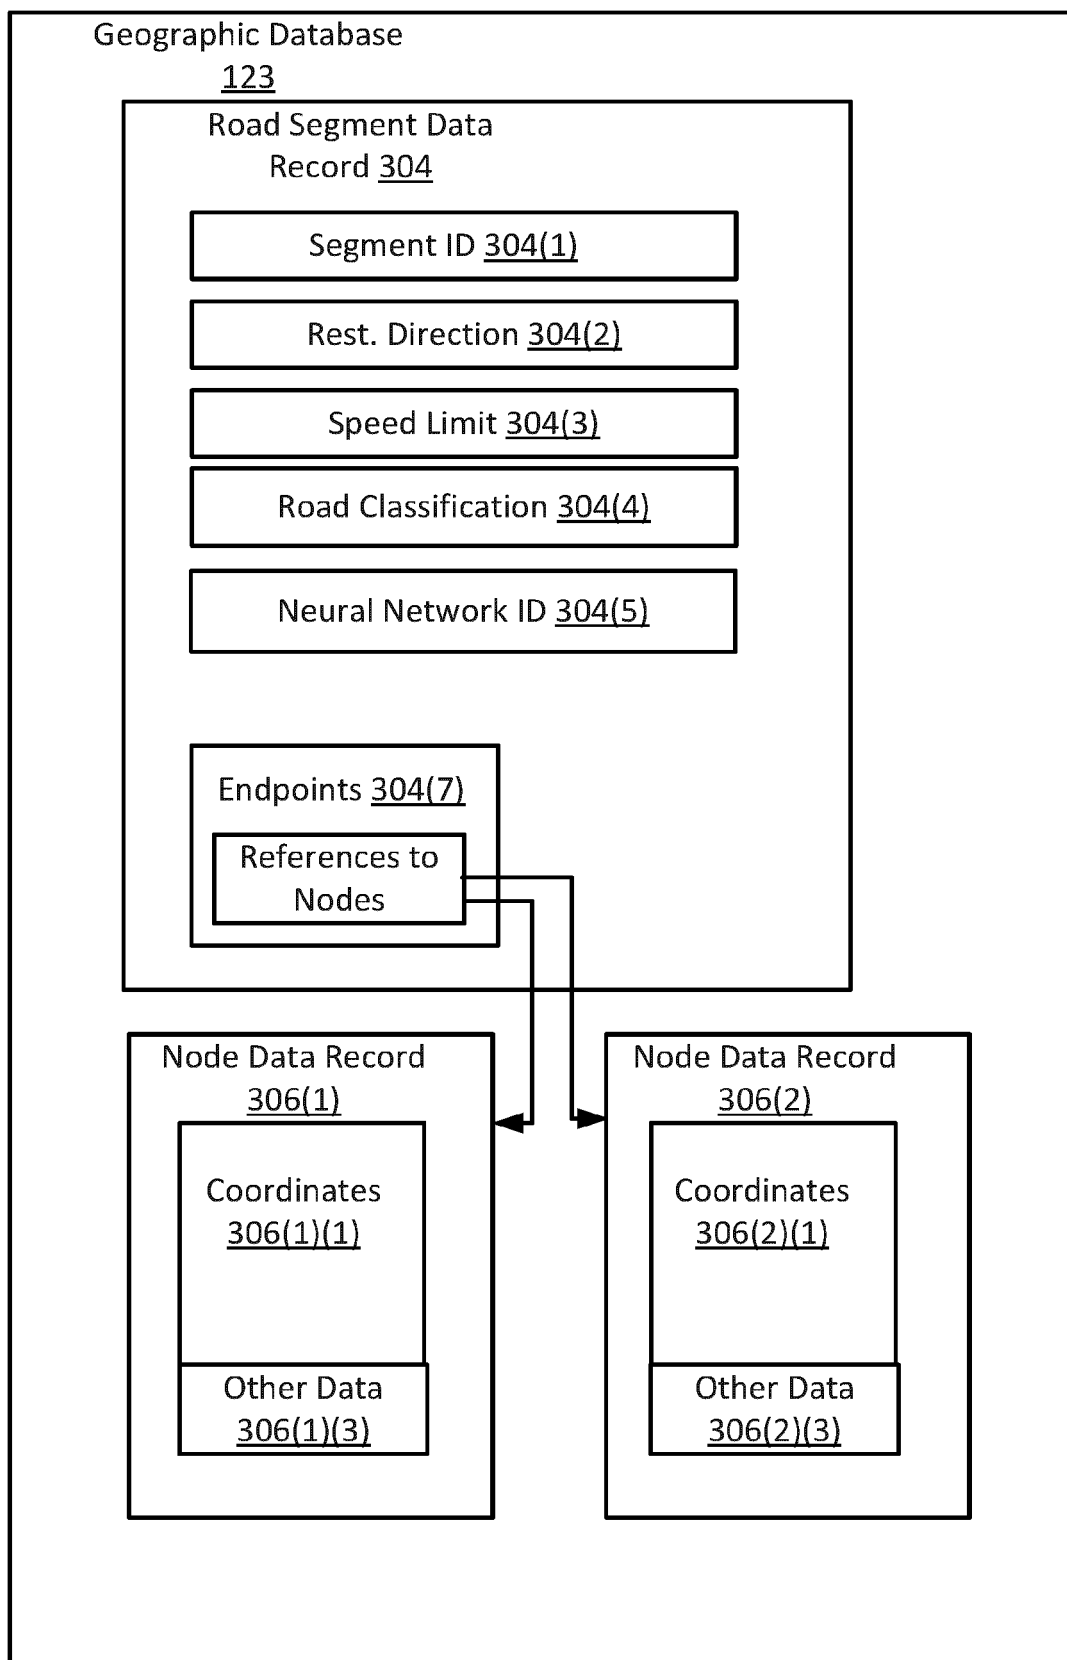 Geographic Database
123
Road Segment Data
Record 304
Segment ID 304(1)
Rest. Direction 304(2)
Speed Limit 304(3)
Road Classification 304(4)
Neural Network ID 304(5)
Endpoints 304(7)
References to
Nodes
Node Data Record
306(1)
Coordinates
306(1)(1)
Other Data
306(1)(3)
Node Data Record
306(2)
Coordinates
306(2)(1)
Other Data
306(2)(3)